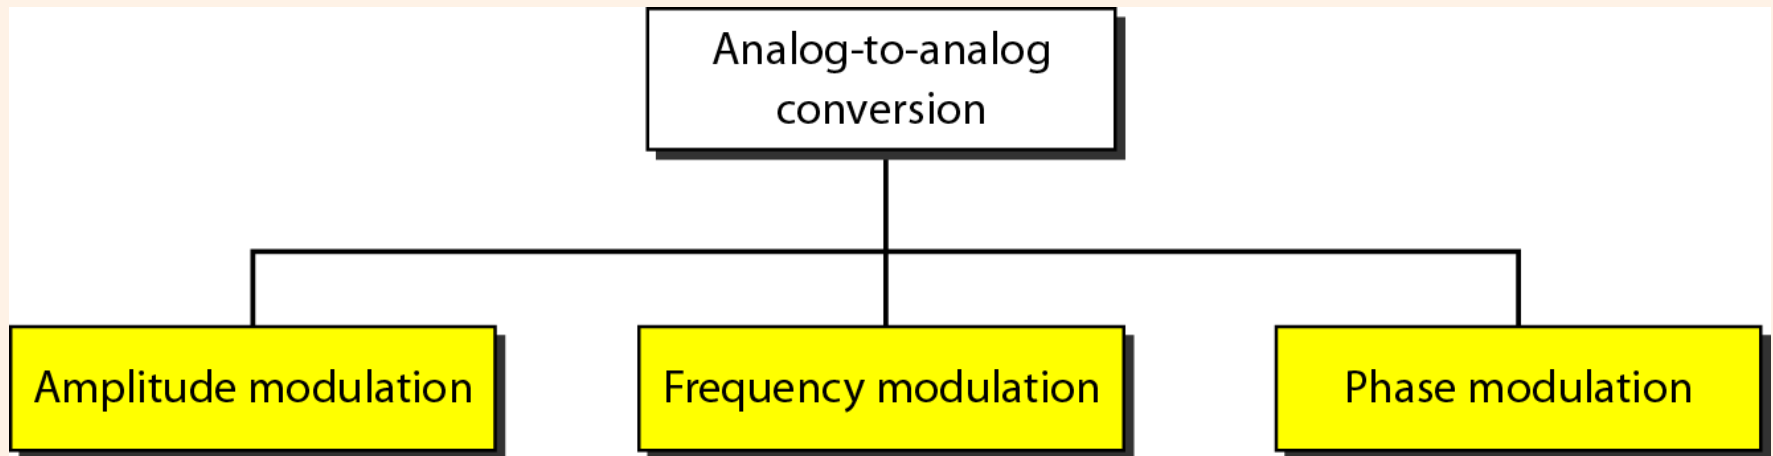 Analog-to-analog
conversion
Amplitude modulation
Frequency modulation
Phase modulation